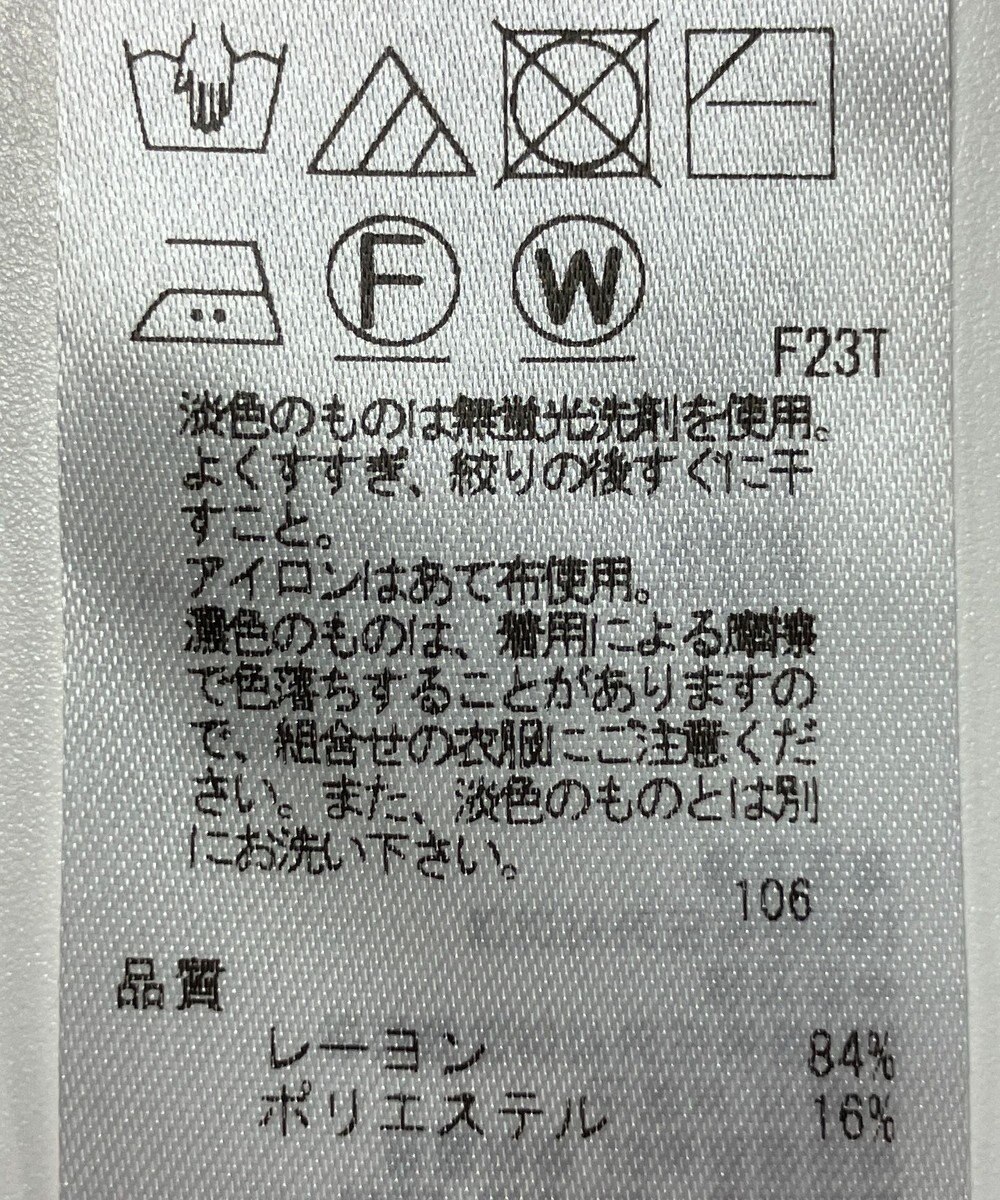 F W
F23T
淡色のものは無蛍光洗剤を使用。
よくすすぎ、絞りの後すぐに干
すこと。
アイロンはあて布使用。
濃色のものは、着用による摩擦
で色落ちすることがありますの
で、組合せの衣服にご注意くだ
さい。また、淡色のものとは別
にお洗い下さい。
106
品質
レーヨン 84%
ポリエステル 16%